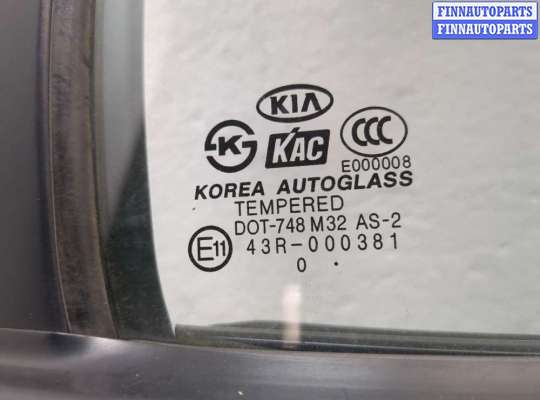 FINNAUTOPARTS
FINNAUTOPARTS
KIA
K KAC CCC
E000008
KOREA AUTOGLASS
TEMPERED
DOT-748 M32 AS-2
E11 43R-000381
0 .